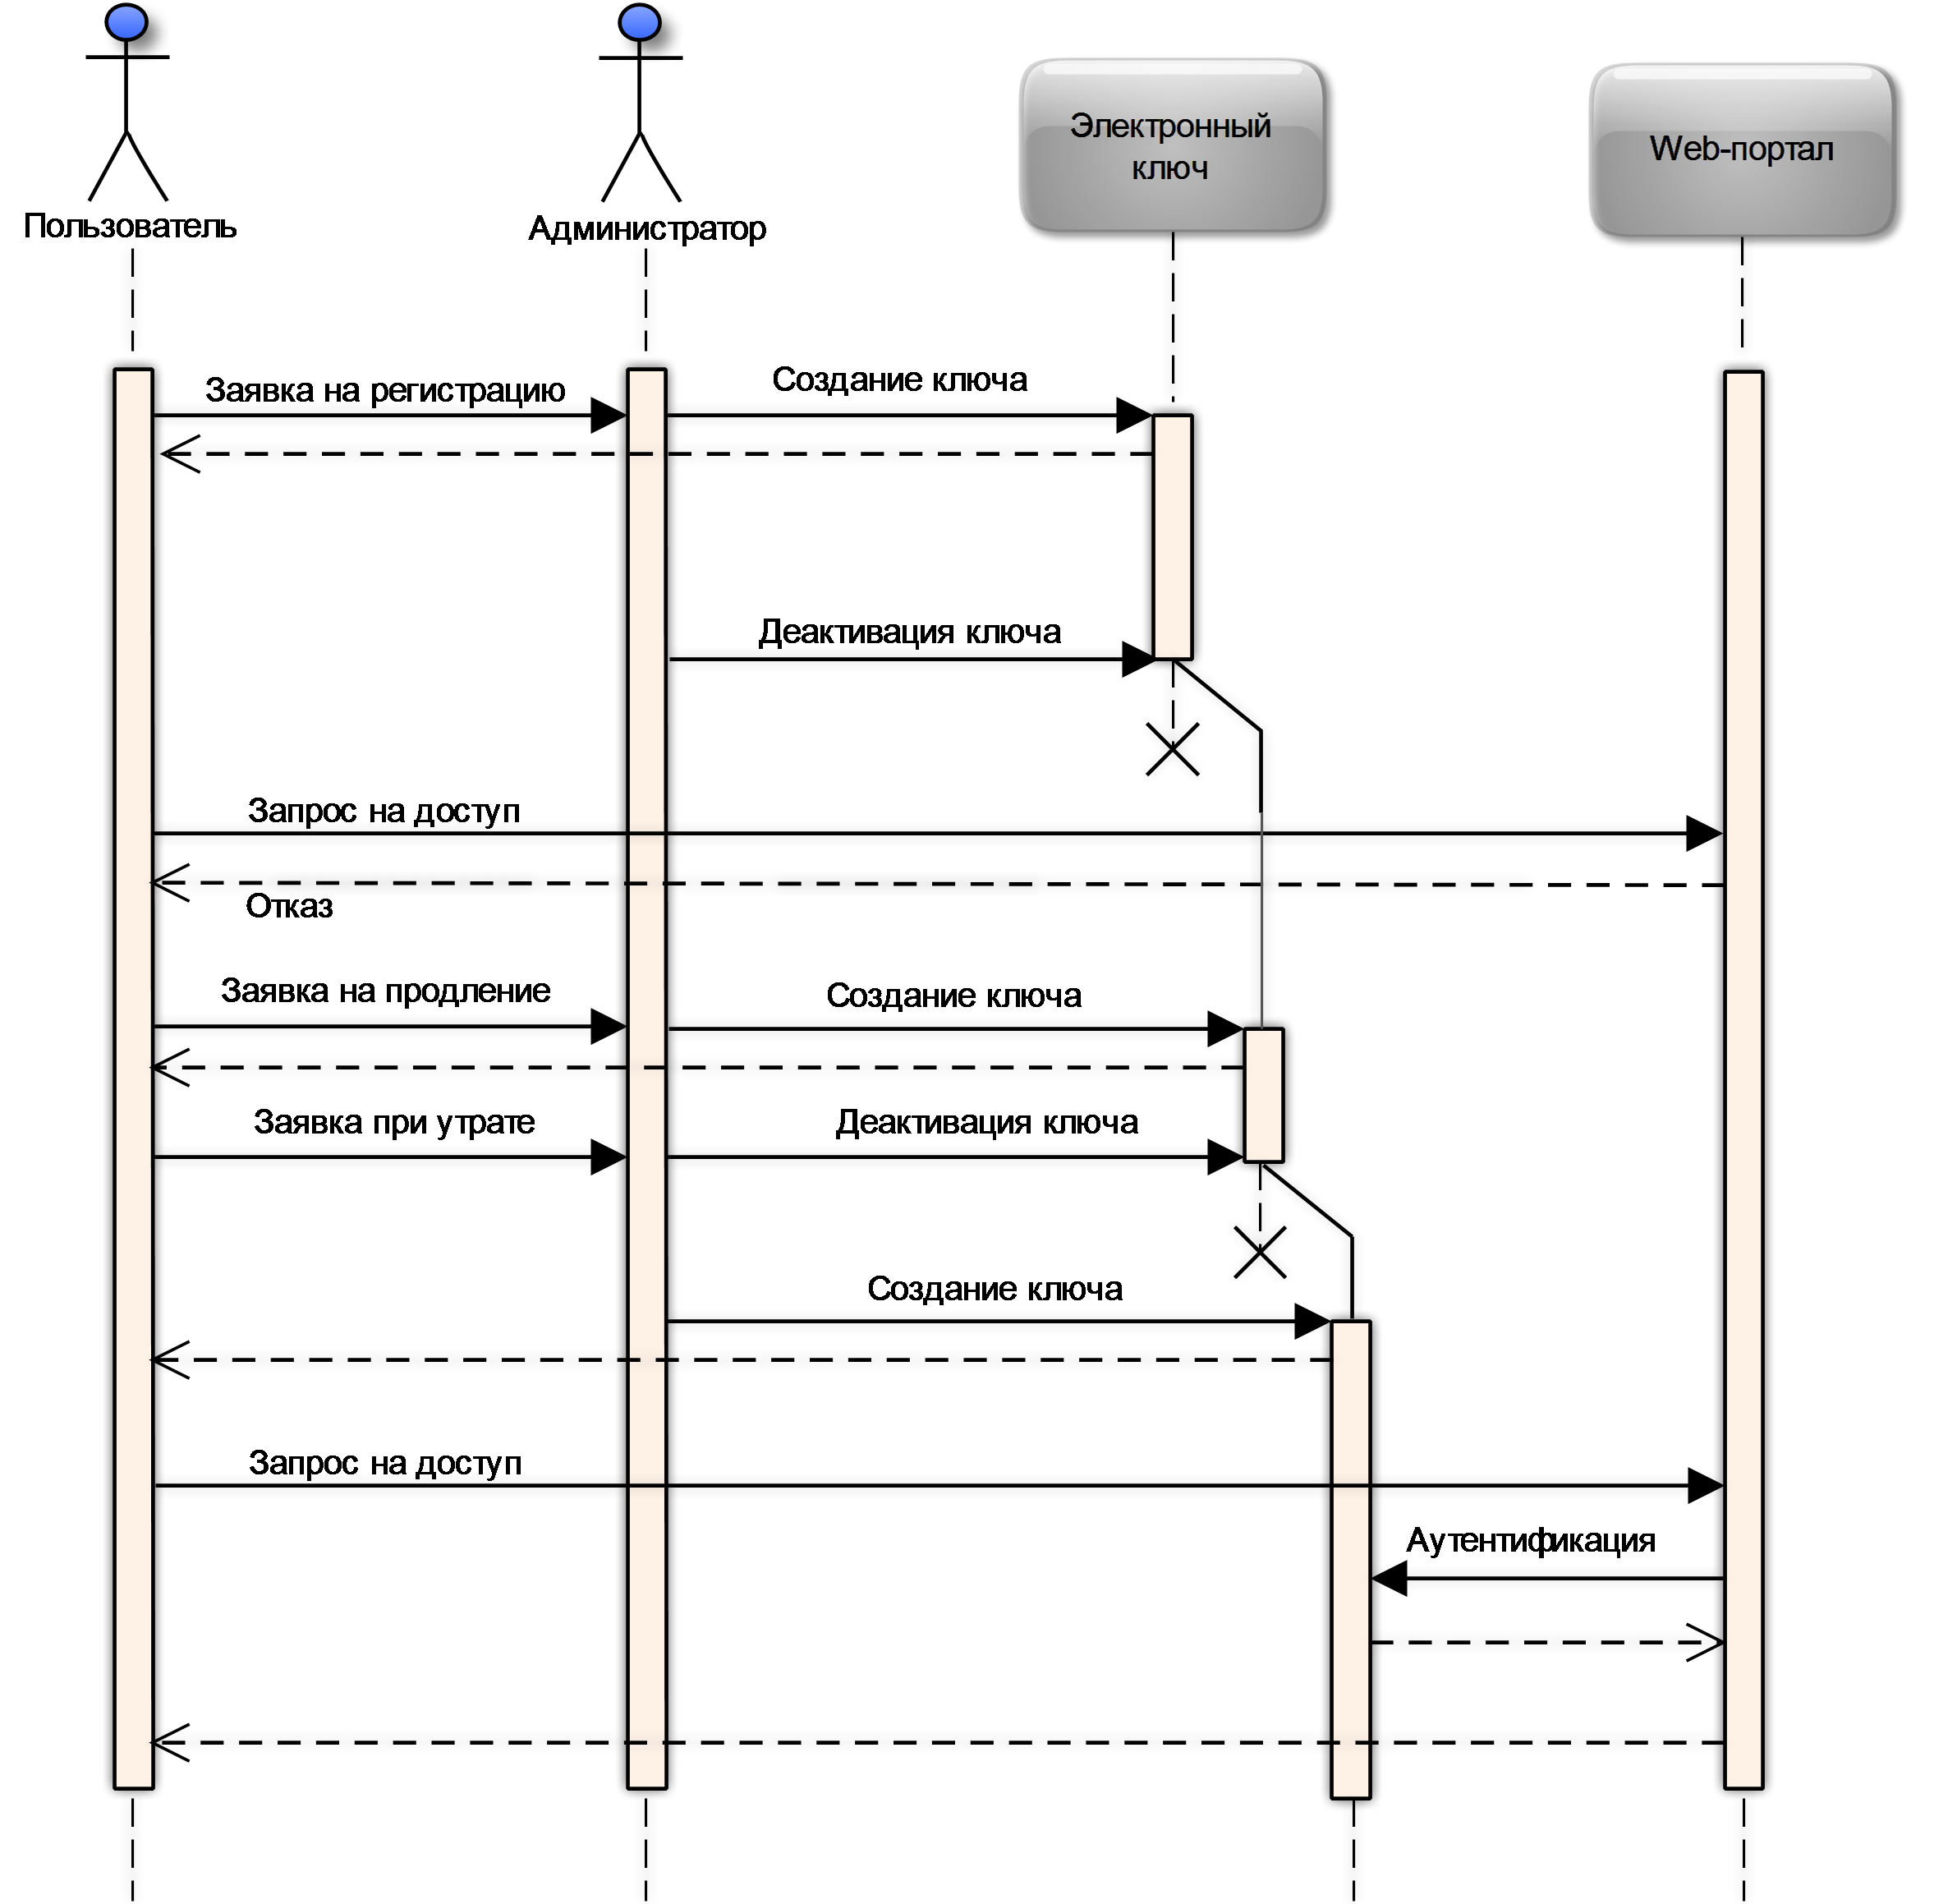 Пользователь
Администратор
Электронный
ключ
Web-портал
Заявка на регистрацию
Создание ключа
Деактивация ключа
Запрос на доступ
Отказ
Заявка на продление
Создание ключа
Заявка при утрате
Деактивация ключа
Создание ключа
Запрос на доступ
Аутентификация